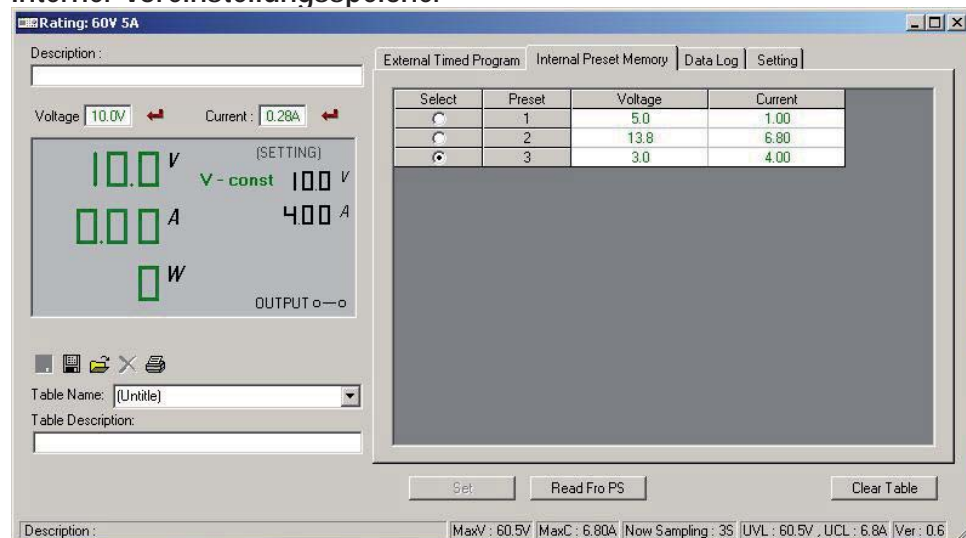 Interner Voreinstellungsspeicher
Rating: 60V 5A
Description :
Voltage 10.0V Current : 0.28A
10.0 V (SETTING)
V - const 10.0 V
0.00 A 4.00 A
0 W
OUTPUT
Table Name: (Untitle)
Table Description:
External Timed Program Internal Preset Memory Data Log Setting
Select Preset Voltage Current
1 5.0 1.00
2 13.8 6.80
3 3.0 4.00
Set Read Fro PS Clear Table
Description : MaxV : 60.5V MaxC : 6.80A Now Sampling : 3S UVL : 60.5V , UCL : 6.8A Ver : 0.6